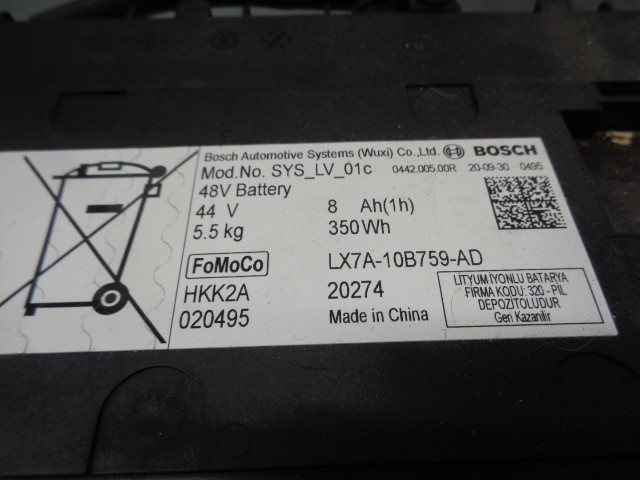 Bosch Automotive Systems (Wuxi) Co.,Ltd. BOSCH
Mod.No. SYS_LV_01c 0442.005.00R 20-09-30 0495
48V Battery
44 V 8 Ah(1h)
5.5 kg 350 Wh
FoMoCo LX7A-10B759-AD
HKK2A 20274
020495 Made in China
LITYUM İYONLU BATARYA
FIRMA KODU: 320 - PIL
DEPOZITOLUDUR
Geri Kazanilir